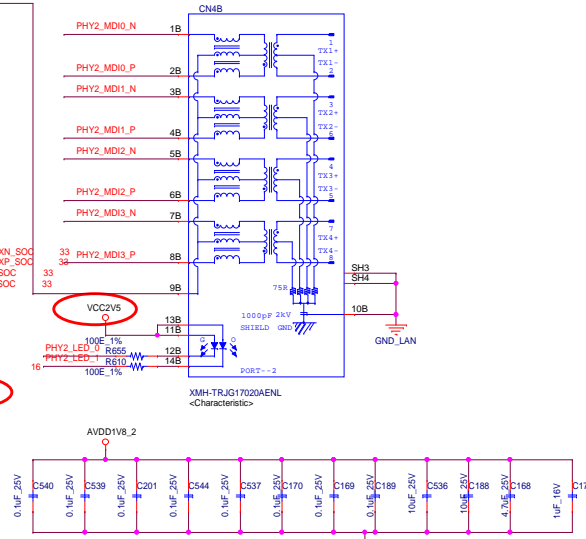 CN4B
PHY2_MDI0_N
1B
1
TX1+
TX1-
PHY2_MDI0_P
2B
2
PHY2_MDI1_N
3B
3
TX2+
TX2-
PHY2_MDI1_P
4B
6
PHY2_MDI2_N
5B
4
TX3+
TX3-
PHY2_MDI2_P
6B
5
PHY2_MDI3_N
7B
7
TX4+
XN_SOC 33
TX4-
XP_SOC 33 PHY2_MDI3_P
8B
8
SOC 33
SH3
SOC 33
SH4
9B
75R
VCC2V5
1000pF 2kV
10B
13B
SHIELD GND
11B
GND_LAN
100E_1%
G
O
PHY2_LED_0
R655
12B
PHY2_LED_1
16
R610
14B
100E_1%
PORT--2
XMH-TRJG17020AENL
<Characteristic>
AVDD1V8_2
C540
0.1uF_25V
C539
0.1uF_25V
C201
0.1uF_25V
C544
0.1uF_25V
C537
0.1uF_25V
C170
0.1uF_25V
C169
0.1uF_25V
C189
0.1uF_25V
C536
10uF_25V
C188
10uF_25V
C168
4.7uF_25V
C17
1uF_16V